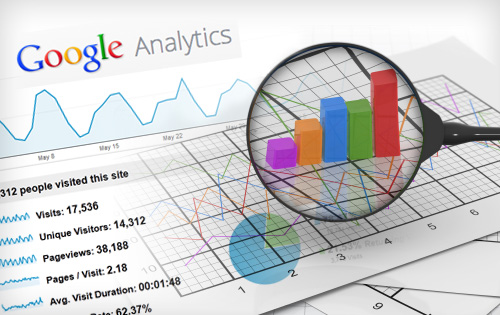 Google Analytics
May 8
May 15
May 22
312 people visited this site
Visits: 17,536
Unique Visitors: 14,312
Pageviews: 38,188
Pages / Visit: 2.18
Avg. Visit Duration: 00:01:48
62.37%
10
1
2
3
4
5
6
9